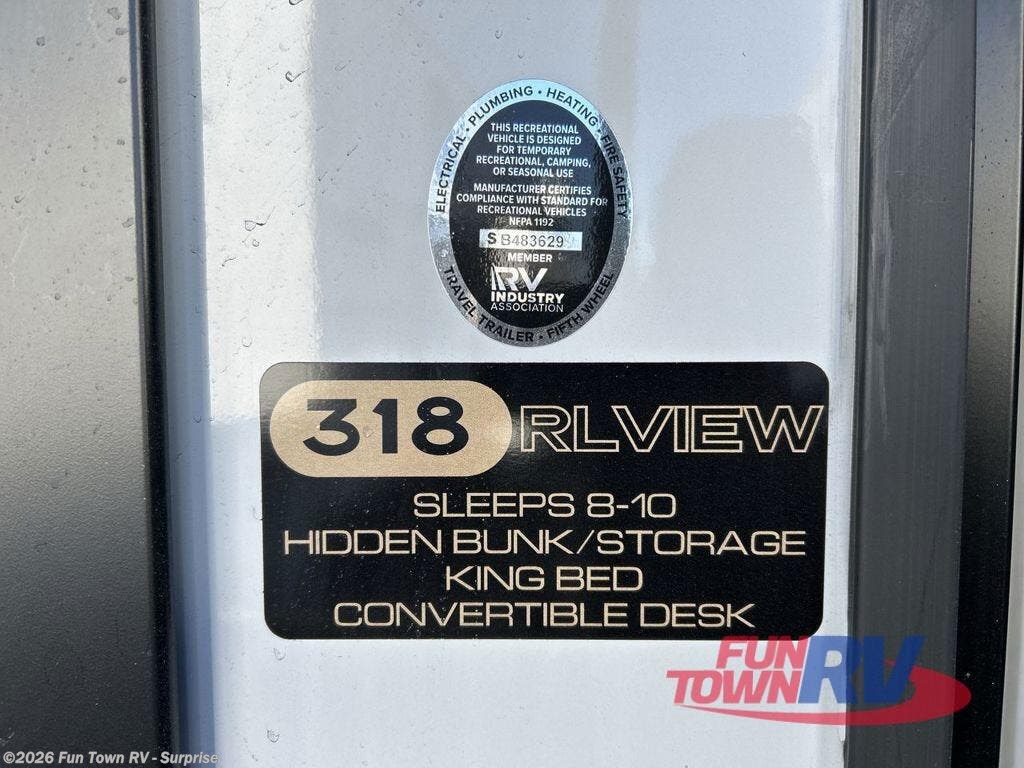 ELECTRICAL • PLUMBING • HEATING • FIRE SAFETY
THIS RECREATIONAL
VEHICLE IS DESIGNED
FOR TEMPORARY
RECREATIONAL, CAMPING,
OR SEASONAL USE
MANUFACTURER CERTIFIES
COMPLIANCE WITH STANDARD FOR
RECREATIONAL VEHICLES
NFPA 1192
S B483629
MEMBER
RV
INDUSTRY
ASSOCIATION
TRAVEL TRAILER • FIFTH WHEEL
318 RLVIEW
SLEEPS 8-10
HIDDEN BUNK/STORAGE
KING BED
CONVERTIBLE DESK
FUN
TOWN RV
©2026 Fun Town RV - Surprise